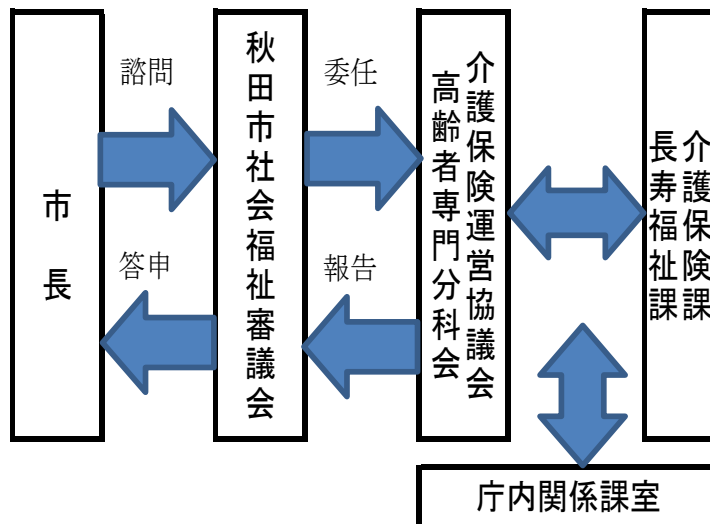 市長
諮問
答申
秋田市社会福祉審議会
委任
報告
介護保険運営協議会
高齢者専門分科会
介護保険課
長寿福祉課
庁内関係課室